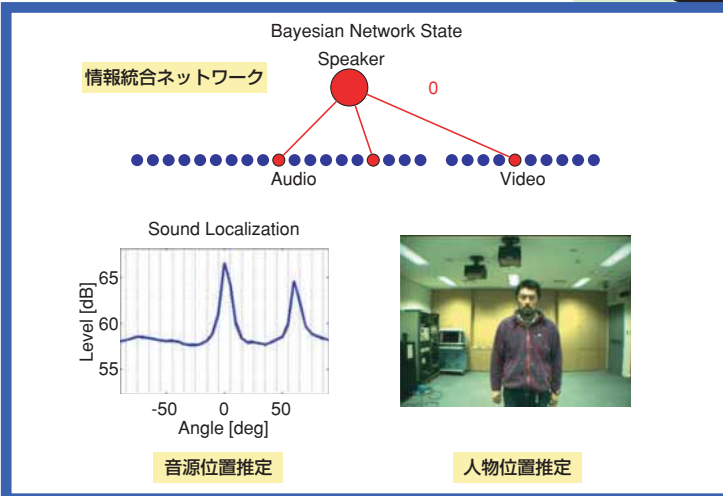 Bayesian Network State
Speaker
情報統合ネットワーク
0
Audio
Video
Sound Localization
Level [dB]
65
60
55
-50 0 50
Angle [deg]
音源位置推定
人物位置推定